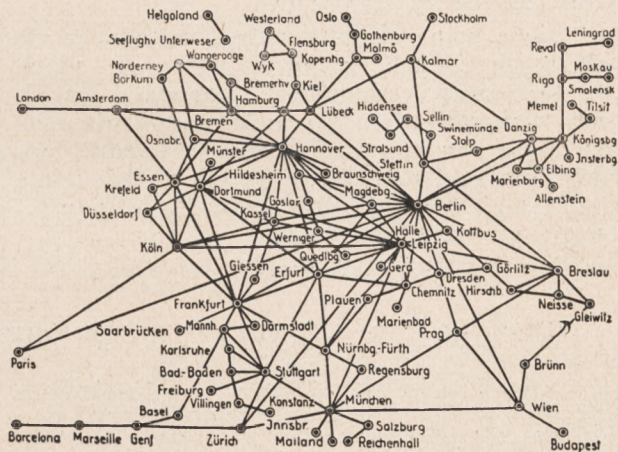 Helgoland
Westerland
Oslo
Stockholm
Gothenburg
Leningrad
Seeflughv Unterweser
Flensburg
Reval
Wangerooge
Wyk
Kopenhg
Malmö
Kalmar
Norderney
Borkum
Bremerhv
Kiel
Riga
Moskau
Smolensk
London
Amsterdam
Hamburg
Lübeck
Hiddensee
Sellin
Memel
Tilsit
Bremen
Swinemünde
Danzig
Osnabr.
Hannover
Stralsund
Stolp
Königsbg
Münster
Stettin
Jnsterbg
Essen
Hildesheim
Braunschweig
Marienburg
Elbing
Krefeld
Dortmund
Magdebg
Allenstein
Düsseldorf
Goslar
Berlin
Kassel
Halle
Köln
Werniger
Leipzig
Kottbus
Quedlbg
Giessen
Erfurt
Gera
Dresden
Görlitz
Breslau
Chemnitz
Hirschb
Frankfurt
Plauen
Neisse
Saarbrücken
Mannh.
Darmstadt
Marienbad
Prag
Gleiwitz
Paris
Karlsruhe
Nürnbg-Fürth
Bad.-Baden
Stuttgart
Regensburg
Brünn
Freiburg
Villingen
Konstanz
München
Basel
Jnnsbr.
Salzburg
Wien
Barcelona
Marseille
Genf
Zürich
Mailand
Reichenhall
Budapest